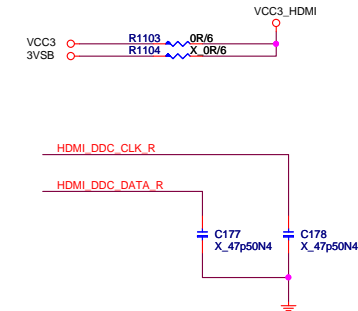 VCC3_HDMI
VCC3 R1103 0R/6
3VSB R1104 X_0R/6
HDMI_DDC_CLK_R
HDMI_DDC_DATA_R
C177 C178
X_47p50N4 X_47p50N4